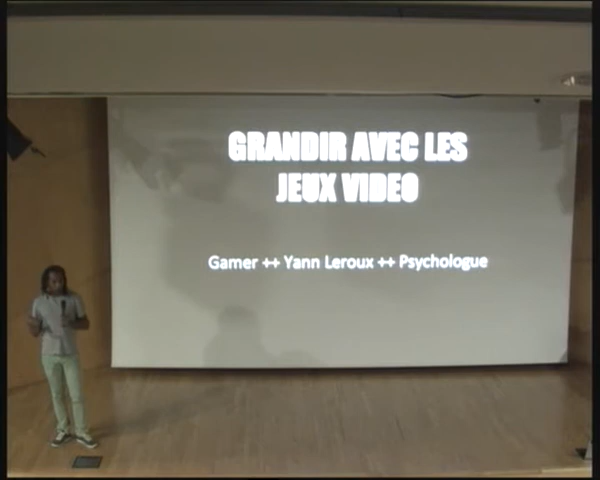 GRANDIR AVEC LES
JEUX VIDEO
Gamer ++ Yann Leroux ++ Psychologue